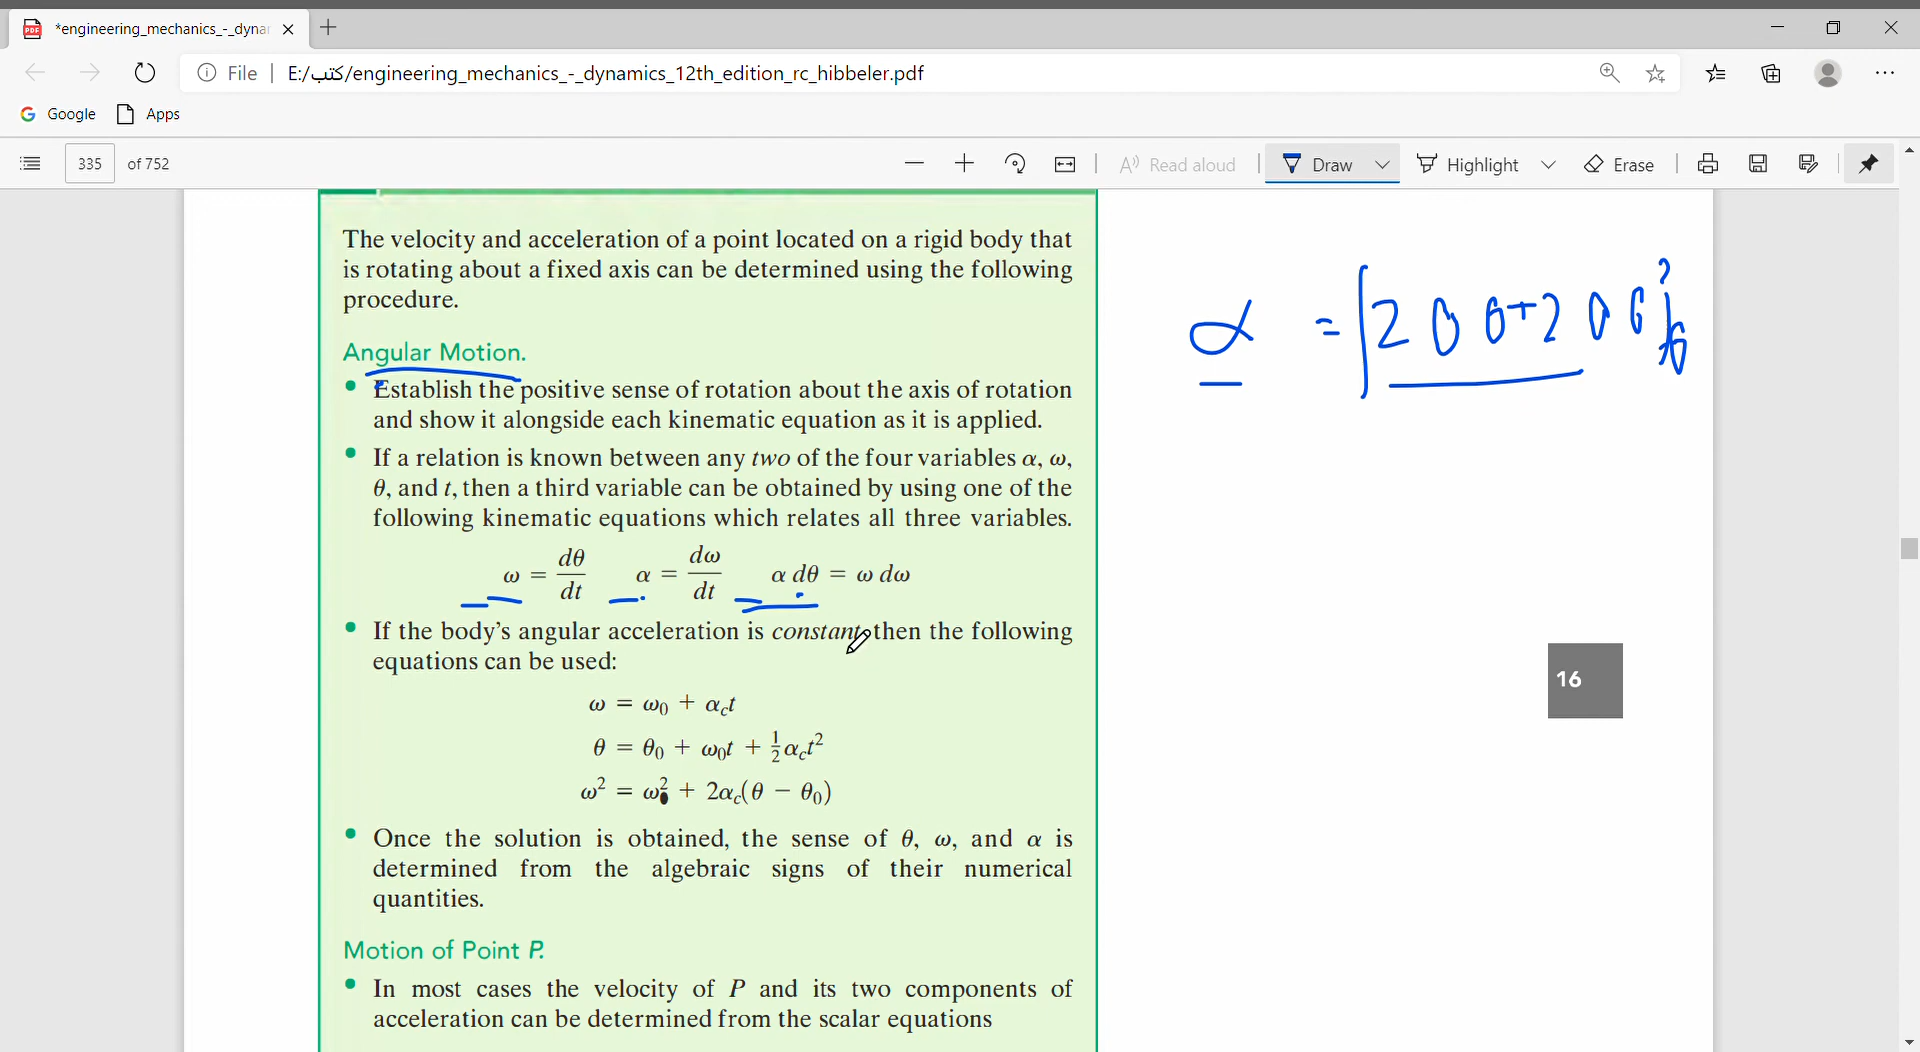 *engineering_mechanics_-_dyna
File | E:/كتب/engineering_mechanics_-_dynamics_12th_edition_rc_hibbeler.pdf
Google Apps
335 of 752 Read aloud Draw Highlight Erase
The velocity and acceleration of a point located on a rigid body that
is rotating about a fixed axis can be determined using the following
procedure.
Angular Motion.
• Establish the positive sense of rotation about the axis of rotation
and show it alongside each kinematic equation as it is applied.
• If a relation is known between any two of the four variables α, ω,
θ, and t, then a third variable can be obtained by using one of the
following kinematic equations which relates all three variables.
ω = dθ/dt α = dω/dt α dθ = ω dω
• If the body's angular acceleration is constant, then the following
equations can be used:
ω = ω₀ + α_c t
θ = θ₀ + ω₀t + ½α_c t²
ω² = ω₀² + 2α_c(θ − θ₀)
• Once the solution is obtained, the sense of θ, ω, and α is
determined from the algebraic signs of their numerical
quantities.
Motion of Point P.
• In most cases the velocity of P and its two components of
acceleration can be determined from the scalar equations
α =
16